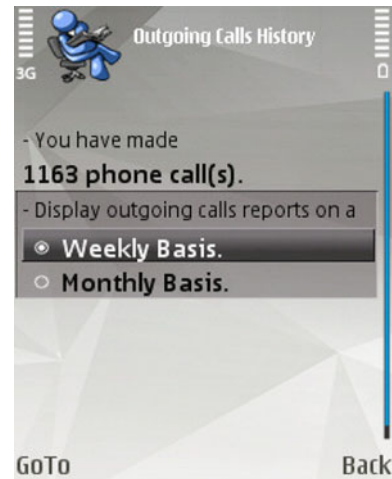 Outgoing Calls History
3G
- You have made
1163 phone call(s).
- Display outgoing calls reports on a
Weekly Basis.
Monthly Basis.
GoTo Back